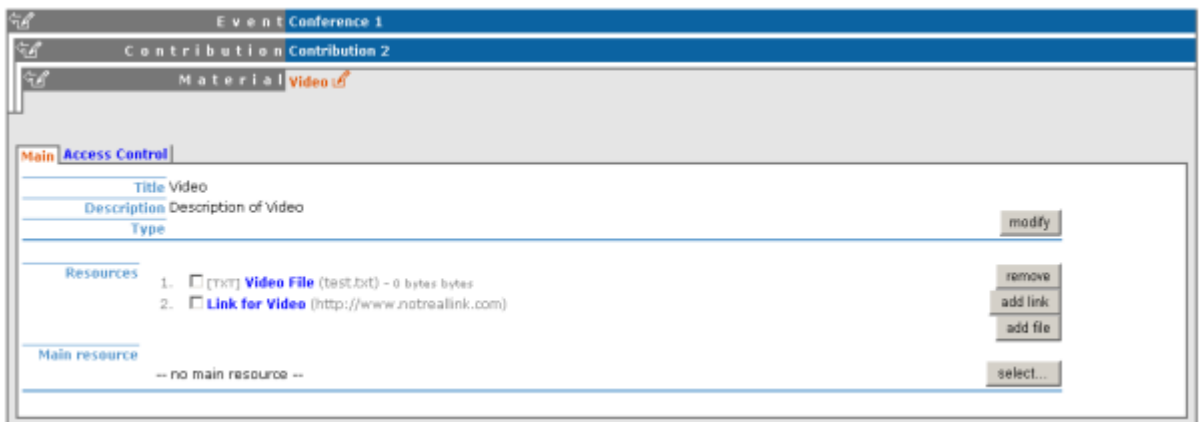 Event Conference 1
Contribution Contribution 2
Material Video
Main Access Control
Title Video
Description Description of Video
Type
modify
Resources
1. [TXT] Video File (test.txt) - 0 bytes bytes
remove
2. Link for Video (http://www.notreallink.com)
add link
add file
Main resource
-- no main resource --
select...